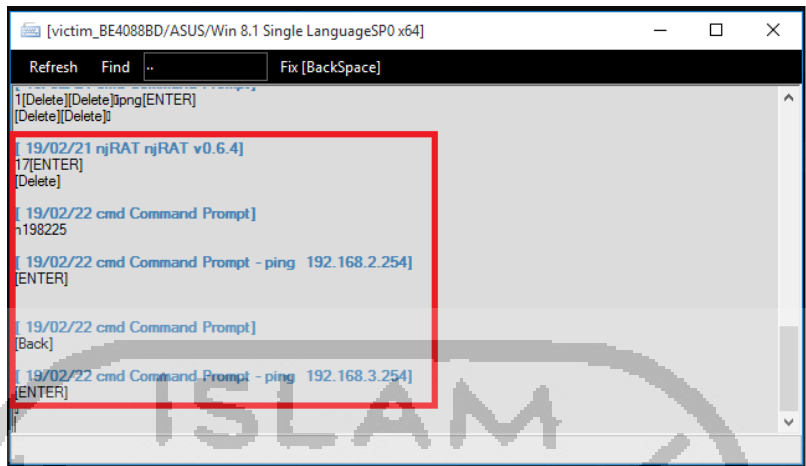 [victim_BE4088BD/ASUS/Win 8.1 Single LanguageSP0 x64]
Refresh Find .. Fix [BackSpace]
1[Delete][Delete]png[ENTER]
[Delete][Delete]
[ 19/02/21 njRAT njRAT v0.6.4]
17[ENTER]
[Delete]
[ 19/02/22 cmd Command Prompt]
n198225
[ 19/02/22 cmd Command Prompt - ping 192.168.2.254]
[ENTER]
[ 19/02/22 cmd Command Prompt]
[Back]
[ 19/02/22 cmd Command Prompt - ping 192.168.3.254]
[ENTER]
ISLAM